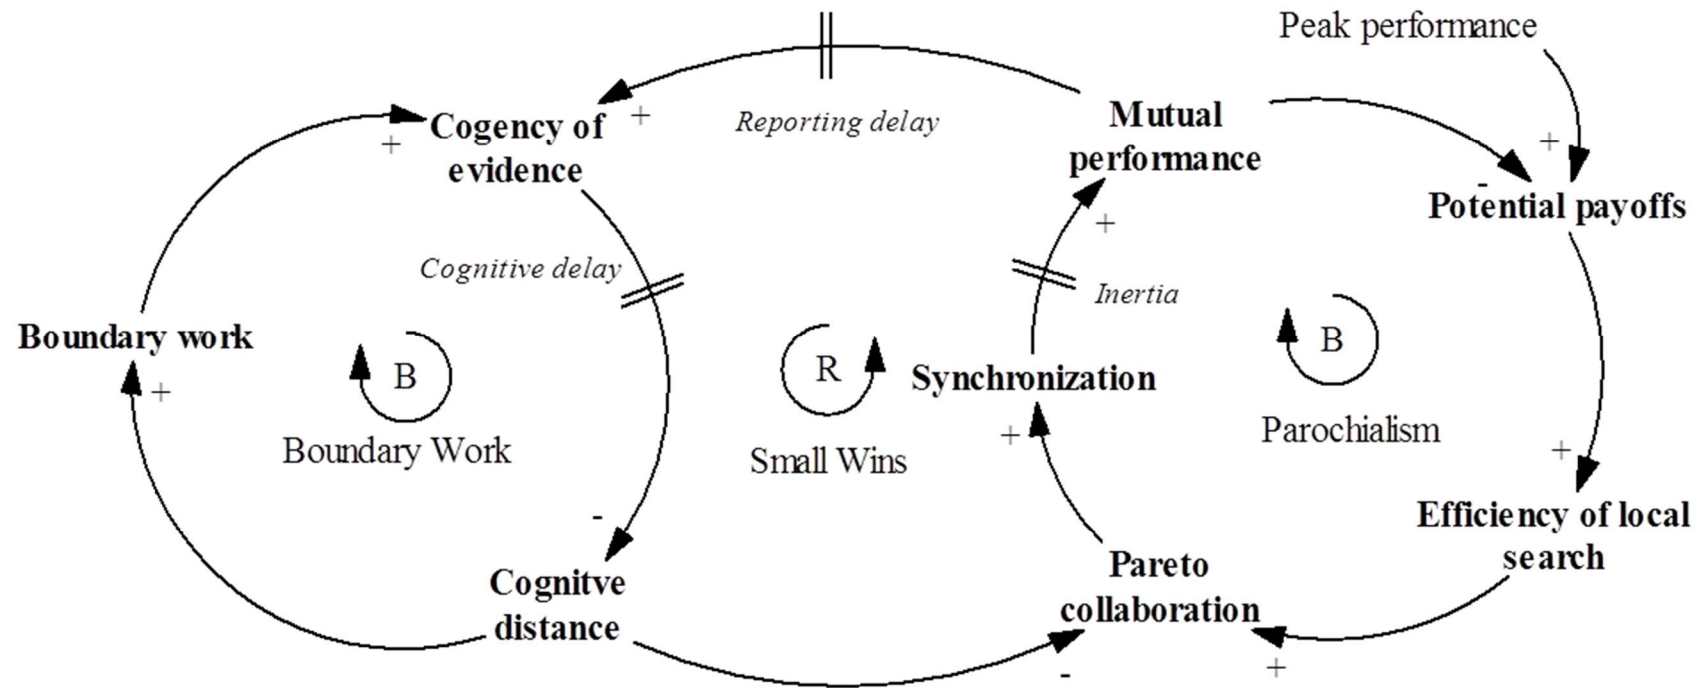 Peak performance
+
Mutual
performance
+
Reporting delay
Cogency of
evidence
+
-
Potential payoffs
+
Cognitive delay
Inertia
Boundary work
+
B
Boundary Work
R
Small Wins
Synchronization
+
B
Parochialism
+
Efficiency of local
search
-
Cognitve
distance
Pareto
collaboration
-
+
+